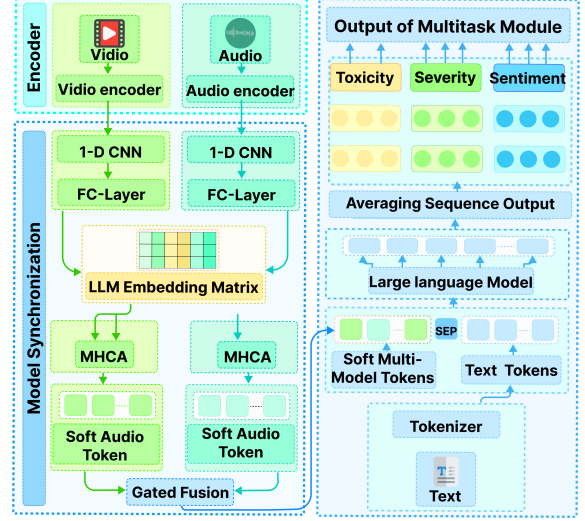 Encoder
Vidio
Audio
Vidio encoder
Audio encoder
Model Synchronization
1-D CNN
1-D CNN
FC-Layer
FC-Layer
LLM Embedding Matrix
MHCA
MHCA
Soft Audio
Token
Soft Audio
Token
Gated Fusion
Output of Multitask Module
Toxicity
Severity
Sentiment
Averaging Sequence Output
Large language Model
SEP
Soft Multi-
Model Tokens
Text Tokens
Tokenizer
T
Text